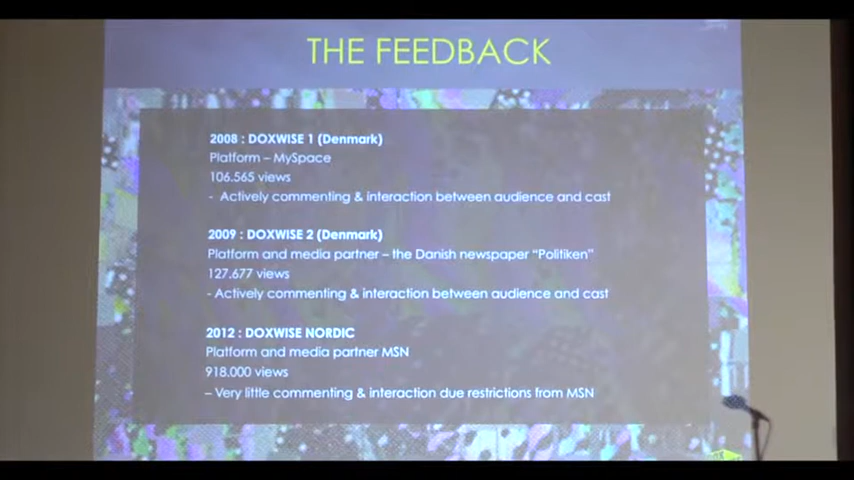 THE FEEDBACK
2008 : DOXWISE 1 (Denmark)
Platform – MySpace
106.565 views
- Actively commenting & interaction between audience and cast
2009 : DOXWISE 2 (Denmark)
Platform and media partner – the Danish newspaper "Politiken"
127.677 views
- Actively commenting & interaction between audience and cast
2012 : DOXWISE NORDIC
Platform and media partner MSN
918.000 views
– Very little commenting & interaction due restrictions from MSN